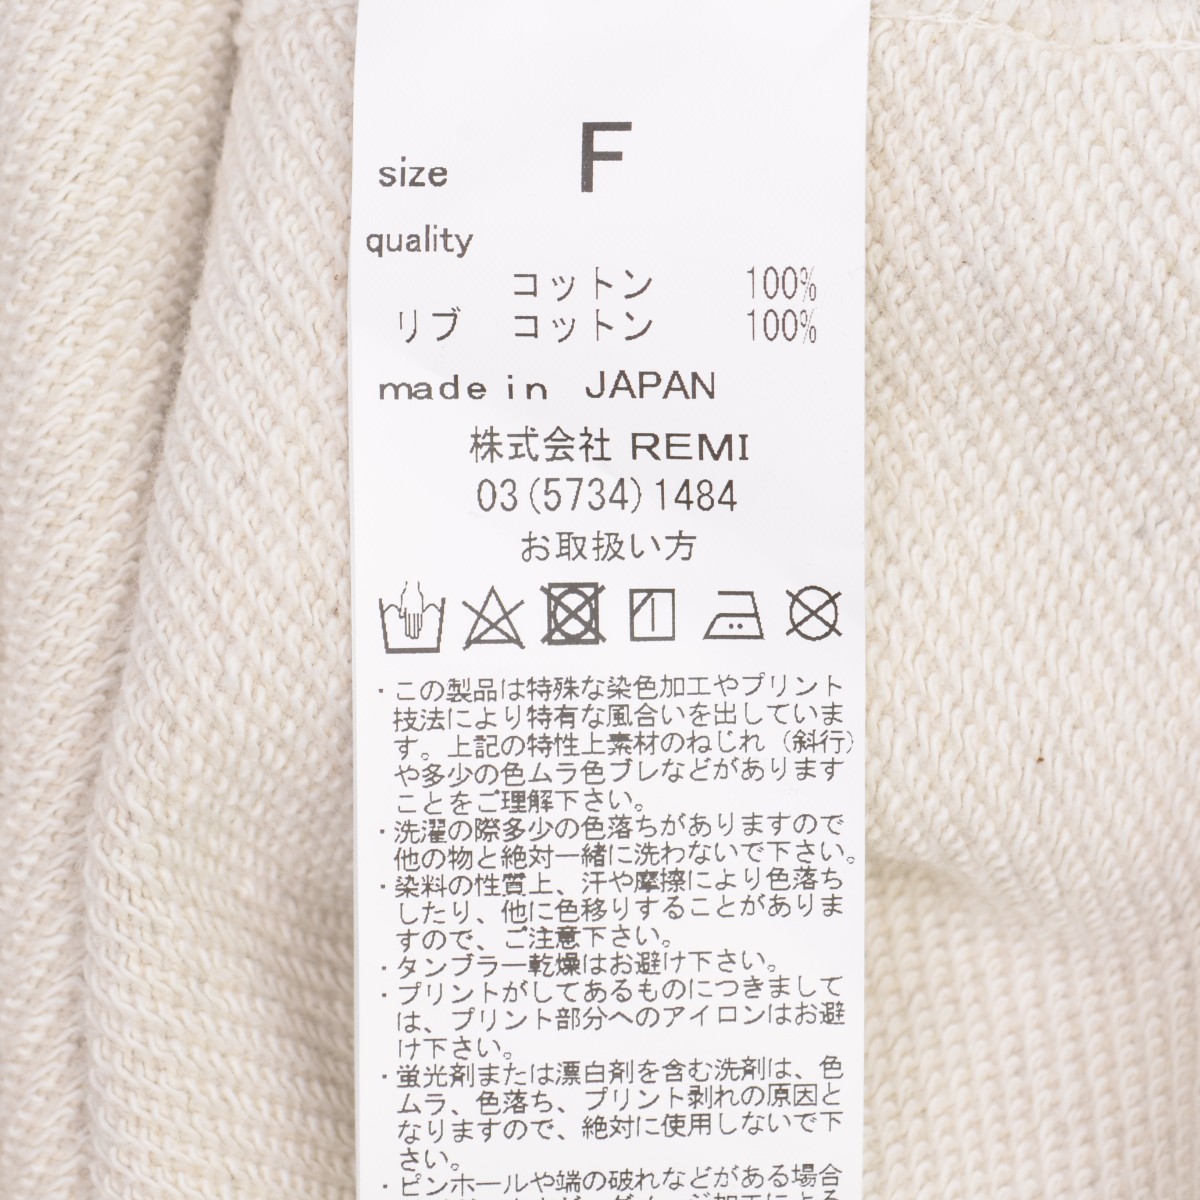 size F
quality
コットン 100%
リブ コットン 100%
made in JAPAN
株式会社 REMI
03(5734)1484
お取扱い方
・この製品は特殊な染色加工やプリント
技法により特有な風合いを出していま
す。上記の特性上素材のねじれ（斜行）
や多少の色ムラ色ブレなどがあります
ことをご理解下さい。
・洗濯の際多少の色落ちがありますので
他の物と絶対一緒に洗わないで下さい。
・染料の性質上、汗や摩擦により色落ち
したり、他に色移りすることがありま
すので、ご注意下さい。
・タンブラー乾燥はお避け下さい。
・プリントがしてあるものにつきまして
は、プリント部分へのアイロンはお避
け下さい。
・蛍光剤または漂白剤を含む洗剤は、色
ムラ、色落ち、プリント剥れの原因と
なりますので、絶対に使用しないで下
さい。
・ピンホールや端の破れなどがある場合